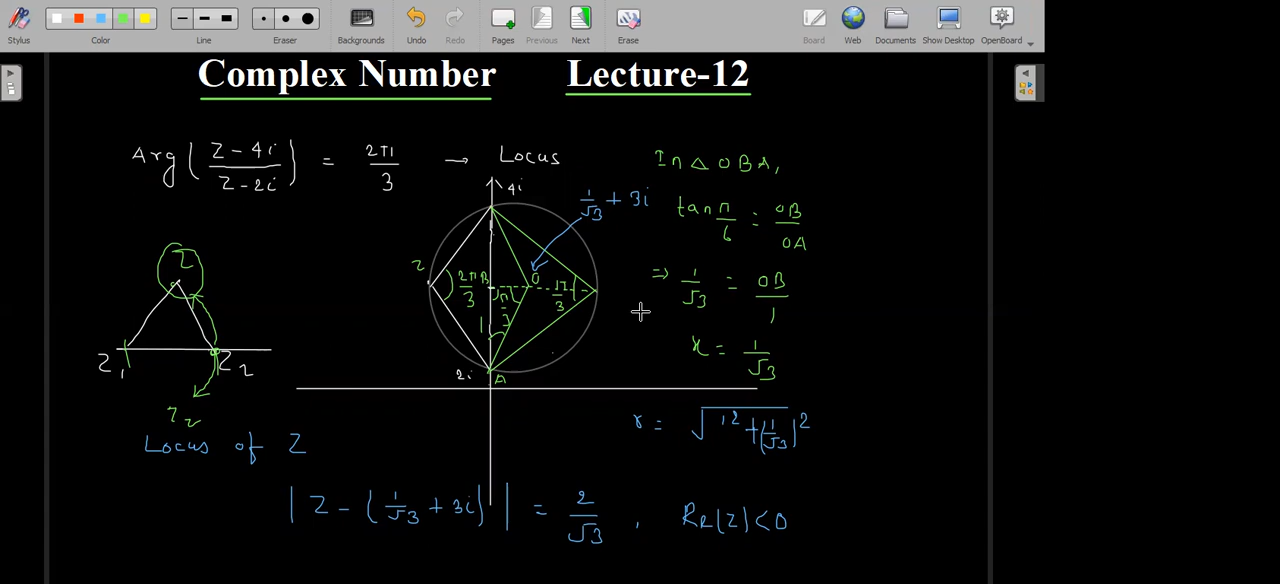 Stylus Color Line Eraser Backgrounds Undo Redo Pages Previous Next Erase Board Web Documents Show Desktop OpenBoard
Complex Number Lecture-12
Arg(Z-4i/Z-2i) = 2π/3 → Locus
4i
1/√3 + 3i
z
2π/3
B
O
π/3
π/3
1
2i
A
Z
Z1
Z2
In △ OBA,
tan π/6 = OB/OA
⇒ 1/√3 = OB/1
x = 1/√3
r = √1² + (1/√3)²
Locus of Z
|Z - (1/√3 + 3i)| = 2/√3 , Re(Z) < 0